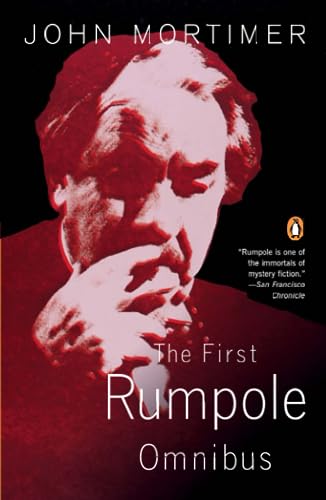 JOHN MORTIMER
"Rumpole is one
of the immortals of
mystery fiction."
—San Francisco
Chronicle
The First
Rumpole
Omnibus